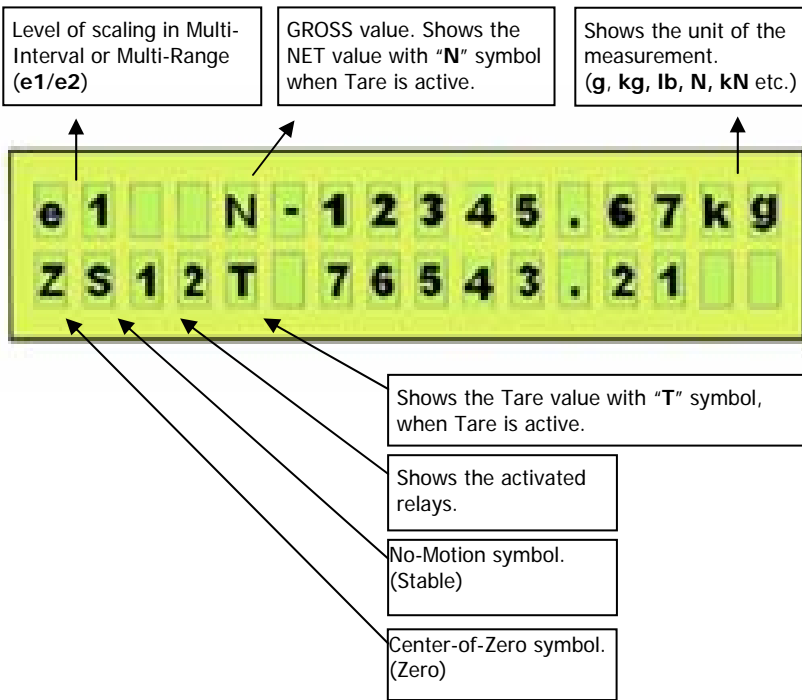 Level of scaling in Multi-
Interval or Multi-Range
(e1/e2)
GROSS value. Shows the
NET value with "N" symbol
when Tare is active.
Shows the unit of the
measurement.
(g, kg, lb, N, kN etc.)
e1 N-12345.67kg
ZS12T 76543.21
Shows the Tare value with "T" symbol,
when Tare is active.
Shows the activated
relays.
No-Motion symbol.
(Stable)
Center-of-Zero symbol.
(Zero)